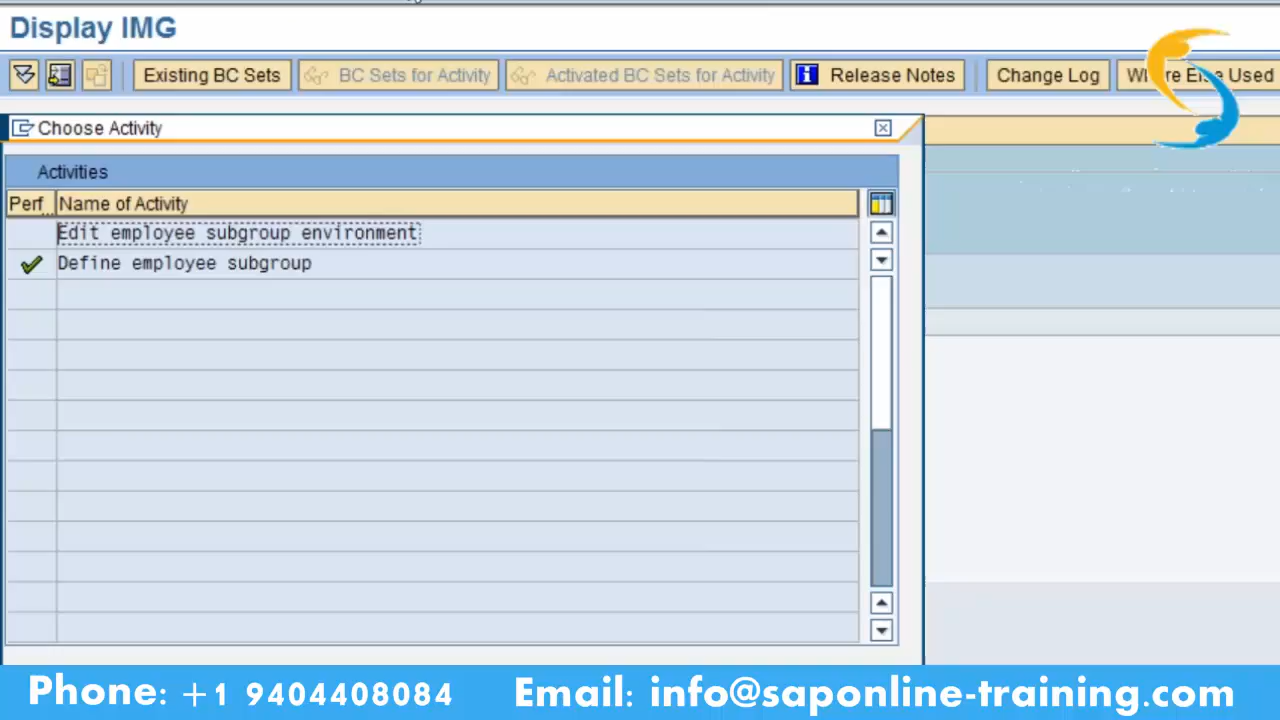 Display IMG
Existing BC Sets BC Sets for Activity Activated BC Sets for Activity Release Notes Change Log Where Else Used
Choose Activity
Activities
Perf... Name of Activity
Edit employee subgroup environment
Define employee subgroup
Phone: +1 9404408084 Email: info@saponline-training.com